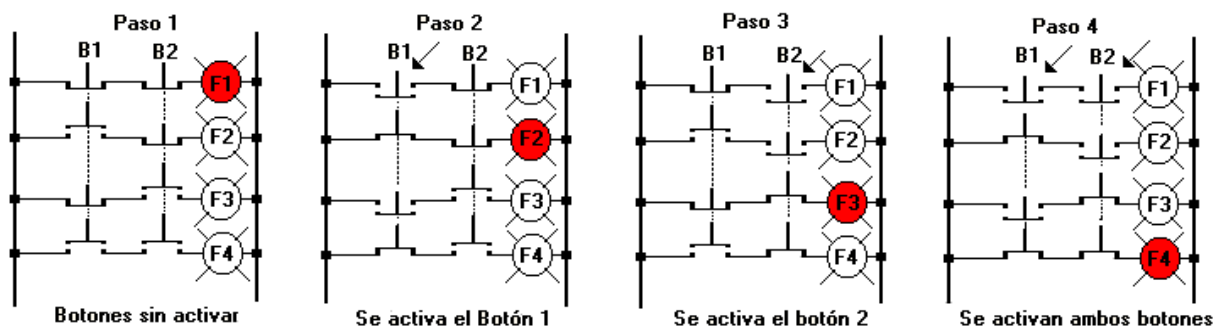 Paso 1
B1 B2
F1
F2
F3
F4
Botones sin activar
Paso 2
B1 B2
F1
F2
F3
F4
Se activa el Botón 1
Paso 3
B1 B2
F1
F2
F3
F4
Se activa el botón 2
Paso 4
B1 B2
F1
F2
F3
F4
Se activan ambos botones